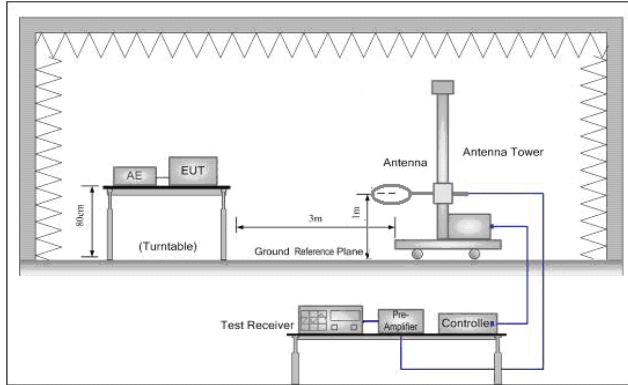 Antenna
Antenna Tower
AE
EUT
80cm
(Turntable)
3m
1m
Ground Reference Plane
Test Receiver
Pre-
Amplifier
Controller